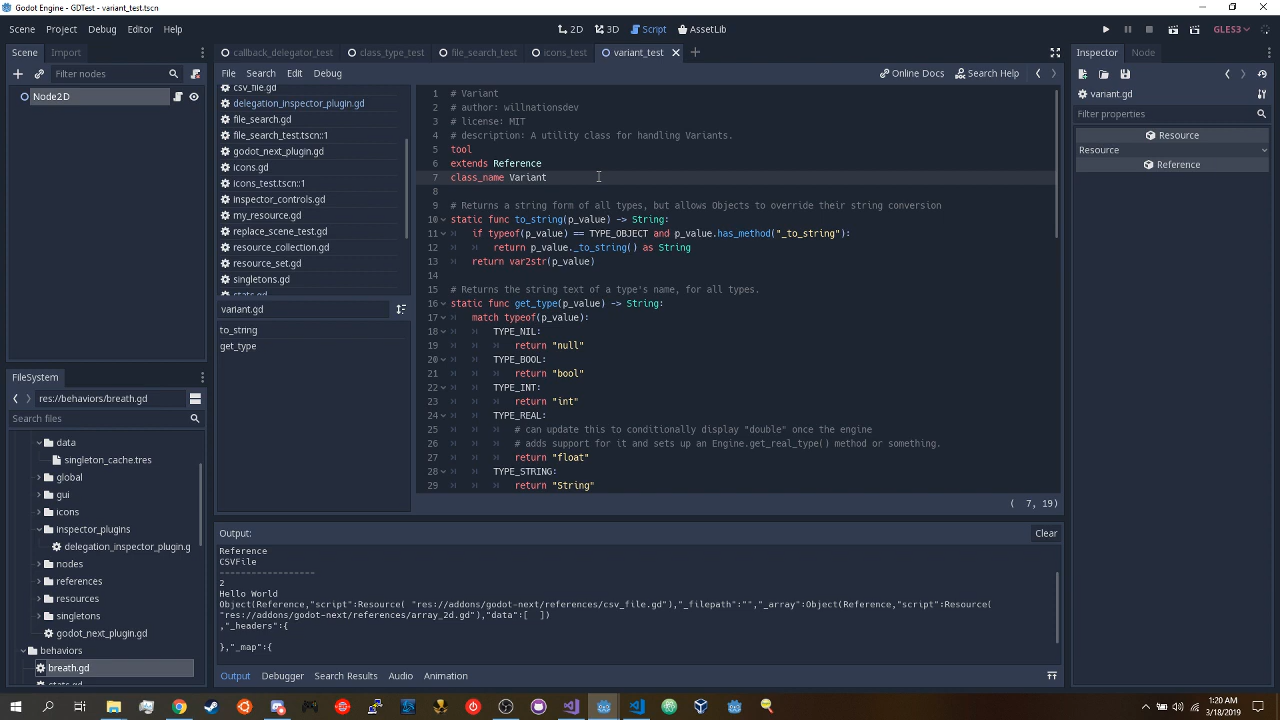 Godot Engine - GDTest - variant_test.tscn
Scene Project Debug Editor Help
2D 3D Script AssetLib
GLES3
Scene Import
Filter nodes
Node2D
callback_delegator_test class_type_test file_search_test icons_test variant_test
File Search Edit Debug
Online Docs Search Help
csv_file.gd
delegation_inspector_plugin.gd
file_search.gd
file_search_test.tscn::1
godot_next_plugin.gd
icons.gd
icons_test.tscn::1
inspector_controls.gd
my_resource.gd
replace_scene_test.gd
resource_collection.gd
resource_set.gd
singletons.gd
stats.gd
variant.gd
to_string
get_type
1 # Variant
2 # author: willnationsdev
3 # license: MIT
4 # description: A utility class for handling Variants.
5 tool
6 extends Reference
7 class_name Variant
8
9 # Returns a string form of all types, but allows Objects to override their string conversion
10 static func to_string(p_value) -> String:
11 if typeof(p_value) == TYPE_OBJECT and p_value.has_method("_to_string"):
12 return p_value._to_string() as String
13 return var2str(p_value)
14
15 # Returns the string text of a type's name, for all types.
16 static func get_type(p_value) -> String:
17 match typeof(p_value):
18 TYPE_NIL:
19 return "null"
20 TYPE_BOOL:
21 return "bool"
22 TYPE_INT:
23 return "int"
24 TYPE_REAL:
25 # can update this to conditionally display "double" once the engine
26 # adds support for it and sets up an Engine.get_real_type() method or something.
27 return "float"
28 TYPE_STRING:
29 return "String"
( 7, 19)
Inspector Node
variant.gd
Filter properties
Resource
Resource
Reference
FileSystem
res://behaviors/breath.gd
Search files
data
singleton_cache.tres
global
gui
icons
inspector_plugins
delegation_inspector_plugin.g
nodes
references
resources
singletons
godot_next_plugin.gd
behaviors
breath.gd
stats.gd
Output:
Clear
Reference
CSVFile
------------------
2
Hello World
Object(Reference,"script":Resource( "res://addons/godot-next/references/csv_file.gd"),"_filepath":"","_array":Object(Reference,"script":Resource(
"res://addons/godot-next/references/array_2d.gd"),"data":[ ])
,"_headers":{
},"_map":{
Output Debugger Search Results Audio Animation
1:20 AM
3/18/2019